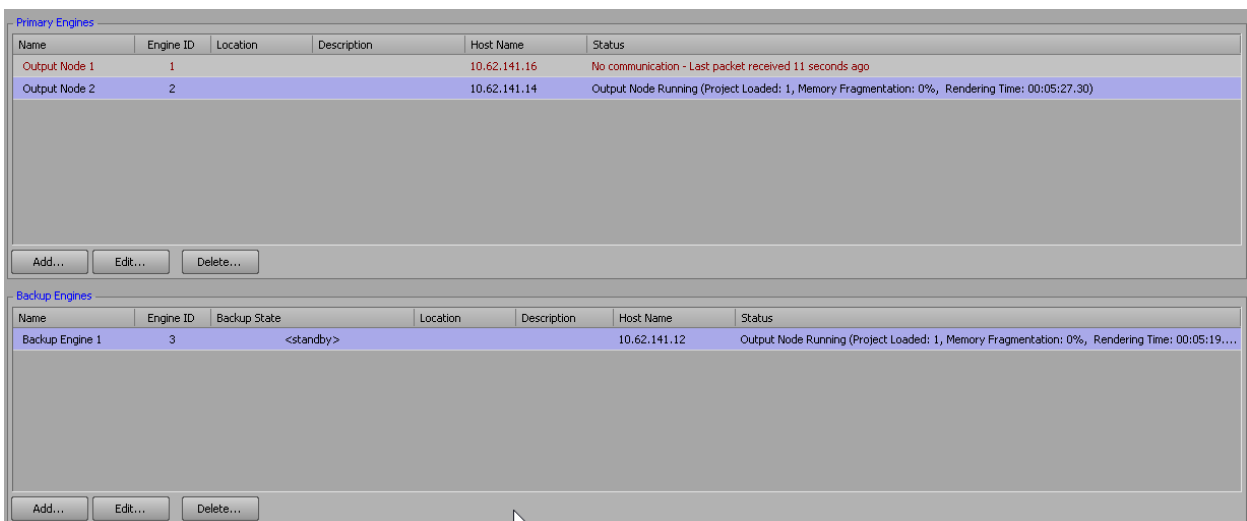 Primary Engines
Name Engine ID Location Description Host Name Status
Output Node 1 1 10.62.141.16 No communication - Last packet received 11 seconds ago
Output Node 2 2 10.62.141.14 Output Node Running (Project Loaded: 1, Memory Fragmentation: 0%, Rendering Time: 00:05:27.30)
Add... Edit... Delete...
Backup Engines
Name Engine ID Backup State Location Description Host Name Status
Backup Engine 1 3 <standby> 10.62.141.12 Output Node Running (Project Loaded: 1, Memory Fragmentation: 0%, Rendering Time: 00:05:19....
Add... Edit... Delete...